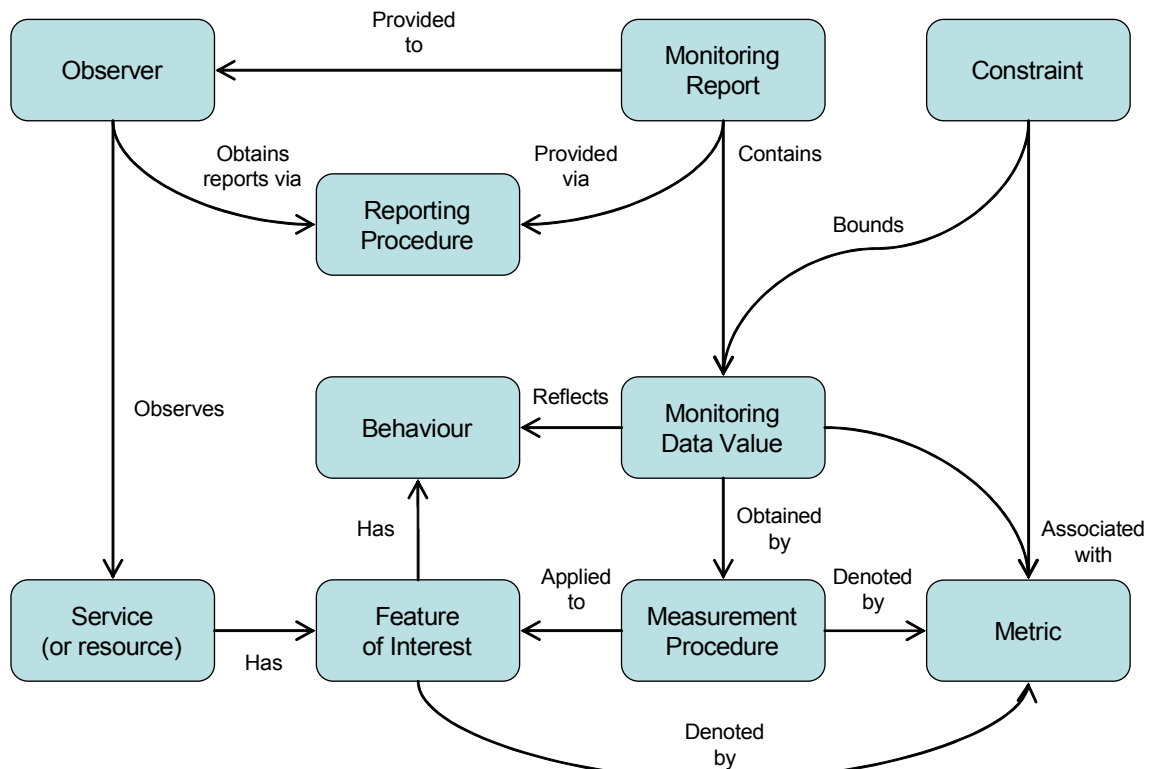 Provided
to
Observer
Monitoring
Report
Constraint
Obtains
reports via
Provided
via
Contains
Reporting
Procedure
Bounds
Observes
Behaviour
Reflects
Monitoring
Data Value
Has
Obtained
by
Associated
with
Service
(or resource)
Has
Feature
of Interest
Applied
to
Measurement
Procedure
Denoted
by
Metric
Denoted
by